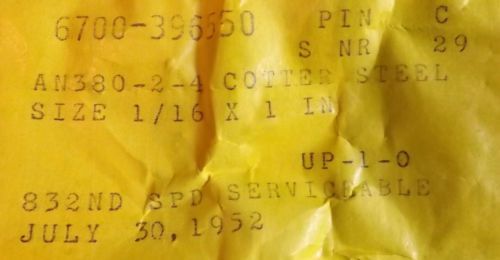 6700-396550 PIN C
S NR 29
AN380-2-4 COTTER STEEL
SIZE 1/16 X 1 IN
UP-1-0
832ND SPD SERVICEABLE
JULY 30, 1952